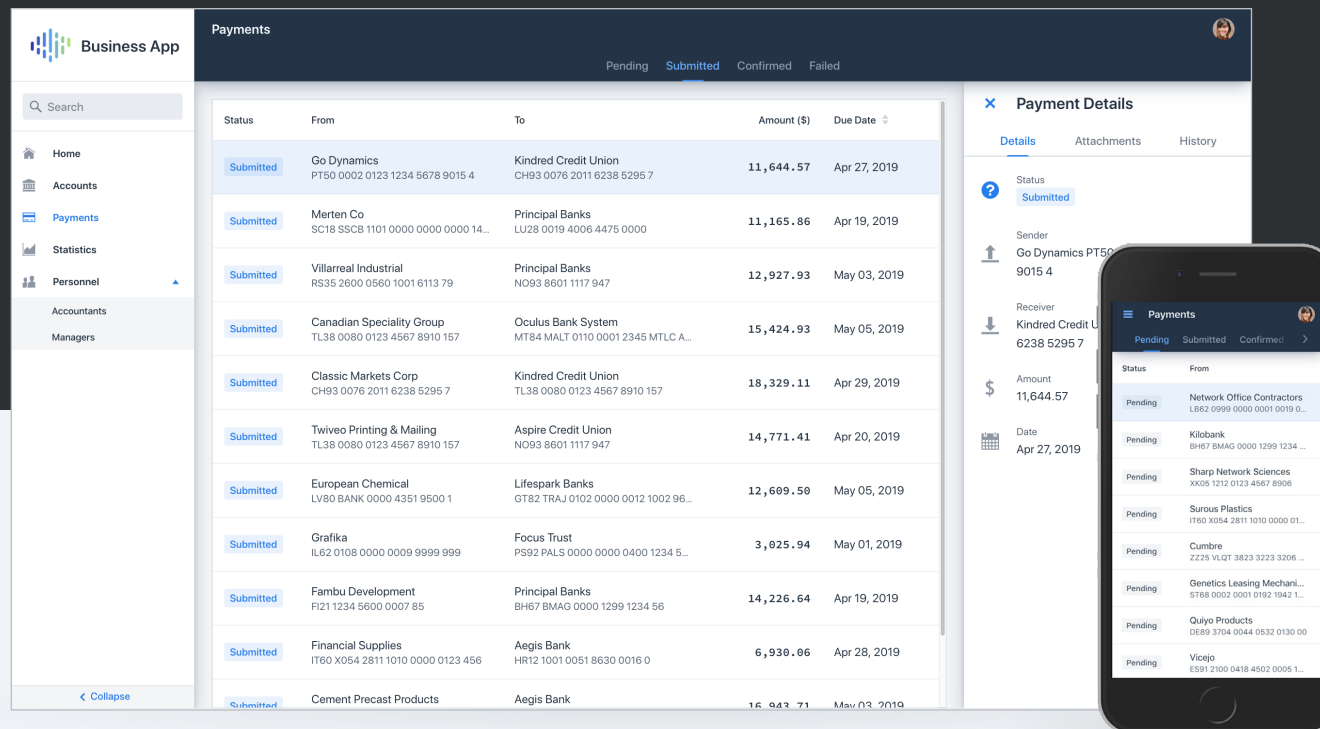 Business App
Payments
Pending Submitted Confirmed Failed
Search
Home
Accounts
Payments
Statistics
Personnel
Accountants
Managers
Collapse
Status From To Amount ($) Due Date
Submitted Go Dynamics Kindred Credit Union 11,644.57 Apr 27, 2019
PT50 0002 0123 1234 5678 9015 4 CH93 0076 2011 6238 5295 7
Submitted Merten Co Principal Banks 11,165.86 Apr 19, 2019
SC18 SSCB 1101 0000 0000 0000 14... LU28 0019 4006 4475 0000
Submitted Villarreal Industrial Principal Banks 12,927.93 May 03, 2019
RS35 2600 0560 1001 6113 79 NO93 8601 1117 947
Submitted Canadian Speciality Group Oculus Bank System 15,424.93 May 05, 2019
TL38 0080 0123 4567 8910 157 MT84 MALT 0110 0001 2345 MTLC A...
Submitted Classic Markets Corp Kindred Credit Union 18,329.11 Apr 29, 2019
CH93 0076 2011 6238 5295 7 TL38 0080 0123 4567 8910 157
Submitted Twiveo Printing & Mailing Aspire Credit Union 14,771.41 Apr 20, 2019
TL38 0080 0123 4567 8910 157 NO93 8601 1117 947
Submitted European Chemical Lifespark Banks 12,609.50 May 05, 2019
LV80 BANK 0000 4351 9500 1 GT82 TRAJ 0102 0000 0012 1002 96...
Submitted Grafika Focus Trust 3,025.94 May 01, 2019
IL62 0108 0000 0009 9999 999 PS92 PALS 0000 0000 0400 1234 5...
Submitted Fambu Development Principal Banks 14,226.64 Apr 19, 2019
FI21 1234 5600 0007 85 BH67 BMAG 0000 1299 1234 56
Submitted Financial Supplies Aegis Bank 6,930.06 Apr 28, 2019
IT60 X054 2811 1010 0000 0123 456 HR12 1001 0051 8630 0016 0
Submitted Cement Precast Products Aegis Bank 16,943.71 May 03, 2019
Payment Details
Details Attachments History
Status
Submitted
Sender
Go Dynamics PT50
9015 4
Receiver
Kindred Credit U
6238 5295 7
Amount
11,644.57
Date
Apr 27, 2019
Payments
Pending Submitted Confirmed
Status From
Pending Network Office Contractors
LB62 0999 0000 0001 0019 0...
Pending Kilobank
BH67 BMAG 0000 1299 1234 ...
Pending Sharp Network Sciences
XK05 1212 0123 4567 8906
Pending Surous Plastics
IT60 X054 2811 1010 0000 01...
Pending Cumbre
ZZ25 VLQT 3823 3223 3206 ...
Pending Genetics Leasing Mechani...
ST68 0002 0001 0192 1942 1...
Pending Quiyo Products
DE89 3704 0044 0532 0130 00
Pending Vicejo
ES91 2100 0418 4502 0005 1...